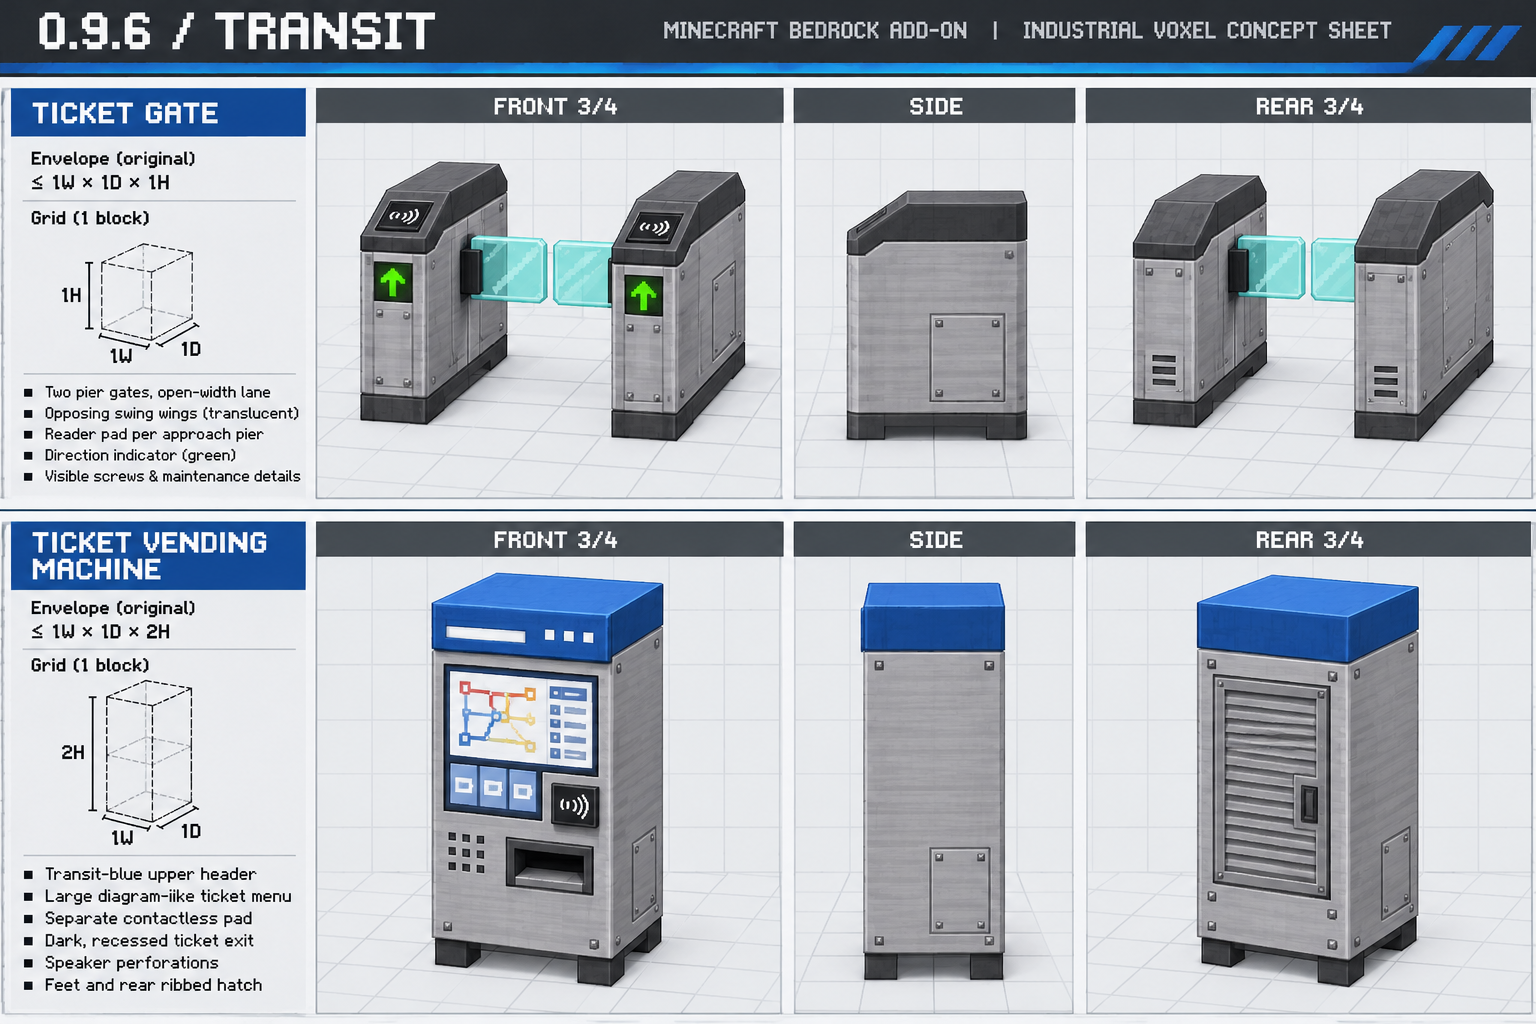 0.9.6 / TRANSIT
MINECRAFT BEDROCK ADD-ON | INDUSTRIAL VOXEL CONCEPT SHEET
TICKET GATE
Envelope (original)
≤ 1W × 1D × 1H
Grid (1 block)
1H
1W
1D
■ Two pier gates, open-width lane
■ Opposing swing wings (translucent)
■ Reader pad per approach pier
■ Direction indicator (green)
■ Visible screws & maintenance details
FRONT 3/4
SIDE
REAR 3/4
TICKET VENDING
MACHINE
Envelope (original)
≤ 1W × 1D × 2H
Grid (1 block)
2H
1W
1D
■ Transit-blue upper header
■ Large diagram-like ticket menu
■ Separate contactless pad
■ Dark, recessed ticket exit
■ Speaker perforations
■ Feet and rear ribbed hatch
FRONT 3/4
SIDE
REAR 3/4